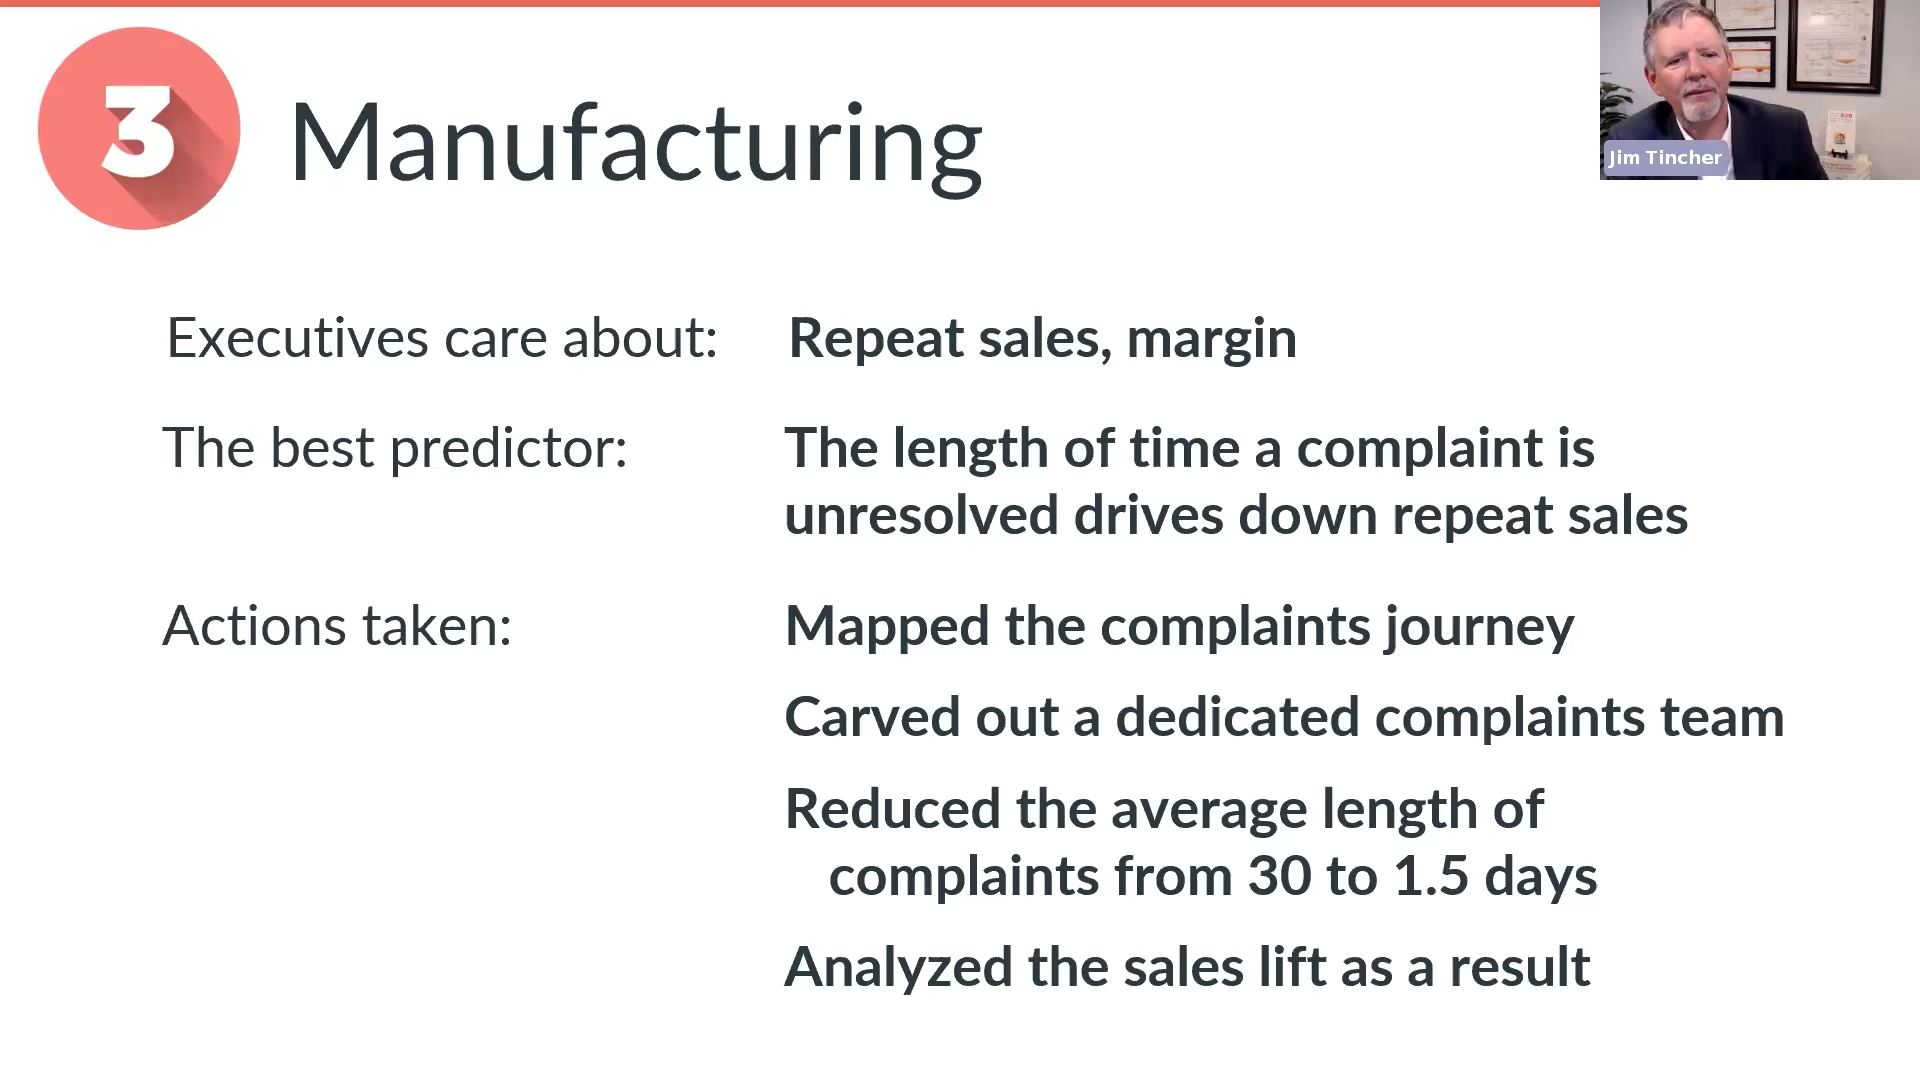 3
Manufacturing
Jim Tincher
Executives care about: Repeat sales, margin
The best predictor: The length of time a complaint is
unresolved drives down repeat sales
Actions taken: Mapped the complaints journey
Carved out a dedicated complaints team
Reduced the average length of
complaints from 30 to 1.5 days
Analyzed the sales lift as a result